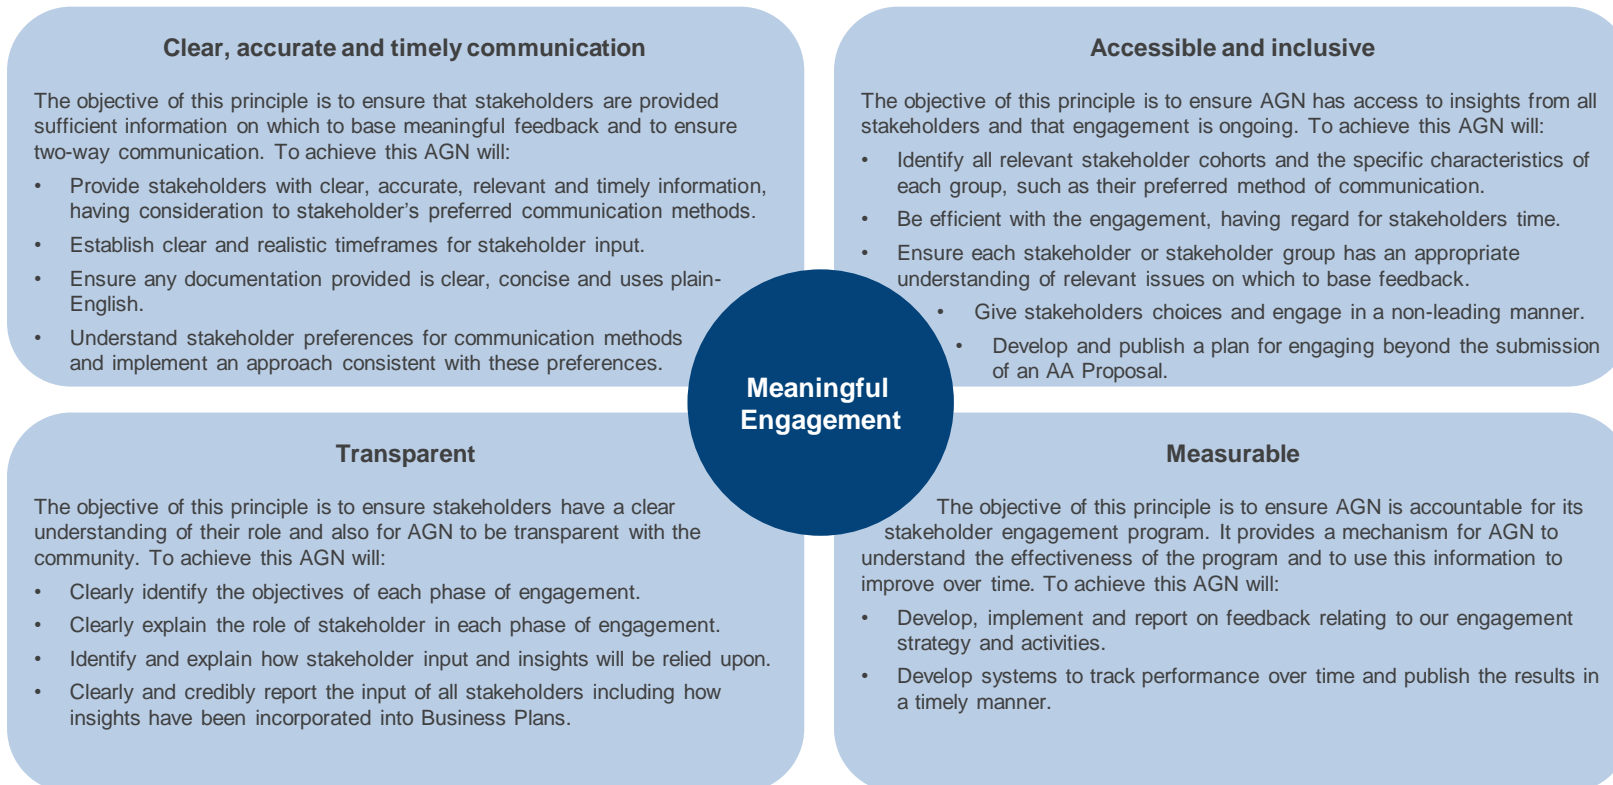 Clear, accurate and timely communication
The objective of this principle is to ensure that stakeholders are provided
sufficient information on which to base meaningful feedback and to ensure
two-way communication. To achieve this AGN will:
• Provide stakeholders with clear, accurate, relevant and timely information,
having consideration to stakeholder's preferred communication methods.
• Establish clear and realistic timeframes for stakeholder input.
• Ensure any documentation provided is clear, concise and uses plain-
English.
• Understand stakeholder preferences for communication methods
and implement an approach consistent with these preferences.
Accessible and inclusive
The objective of this principle is to ensure AGN has access to insights from all
stakeholders and that engagement is ongoing. To achieve this AGN will:
• Identify all relevant stakeholder cohorts and the specific characteristics of
each group, such as their preferred method of communication.
• Be efficient with the engagement, having regard for stakeholders time.
• Ensure each stakeholder or stakeholder group has an appropriate
understanding of relevant issues on which to base feedback.
• Give stakeholders choices and engage in a non-leading manner.
• Develop and publish a plan for engaging beyond the submission
of an AA Proposal.
Meaningful
Engagement
Transparent
The objective of this principle is to ensure stakeholders have a clear
understanding of their role and also for AGN to be transparent with the
community. To achieve this AGN will:
• Clearly identify the objectives of each phase of engagement.
• Clearly explain the role of stakeholder in each phase of engagement.
• Identify and explain how stakeholder input and insights will be relied upon.
• Clearly and credibly report the input of all stakeholders including how
insights have been incorporated into Business Plans.
Measurable
The objective of this principle is to ensure AGN is accountable for its
stakeholder engagement program. It provides a mechanism for AGN to
understand the effectiveness of the program and to use this information to
improve over time. To achieve this AGN will:
• Develop, implement and report on feedback relating to our engagement
strategy and activities.
• Develop systems to track performance over time and publish the results in
a timely manner.